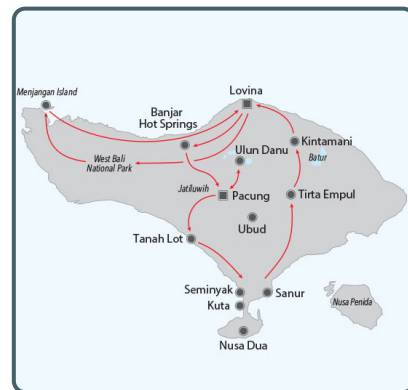 Menjangan Island
Lovina
Banjar
Hot Springs
Kintamani
Ulun Danu
Batur
West Bali
National Park
Jatiluwih
Pacung
Tirta Empul
Ubud
Tanah Lot
Seminyak
Sanur
Kuta
Nusa Penida
Nusa Dua